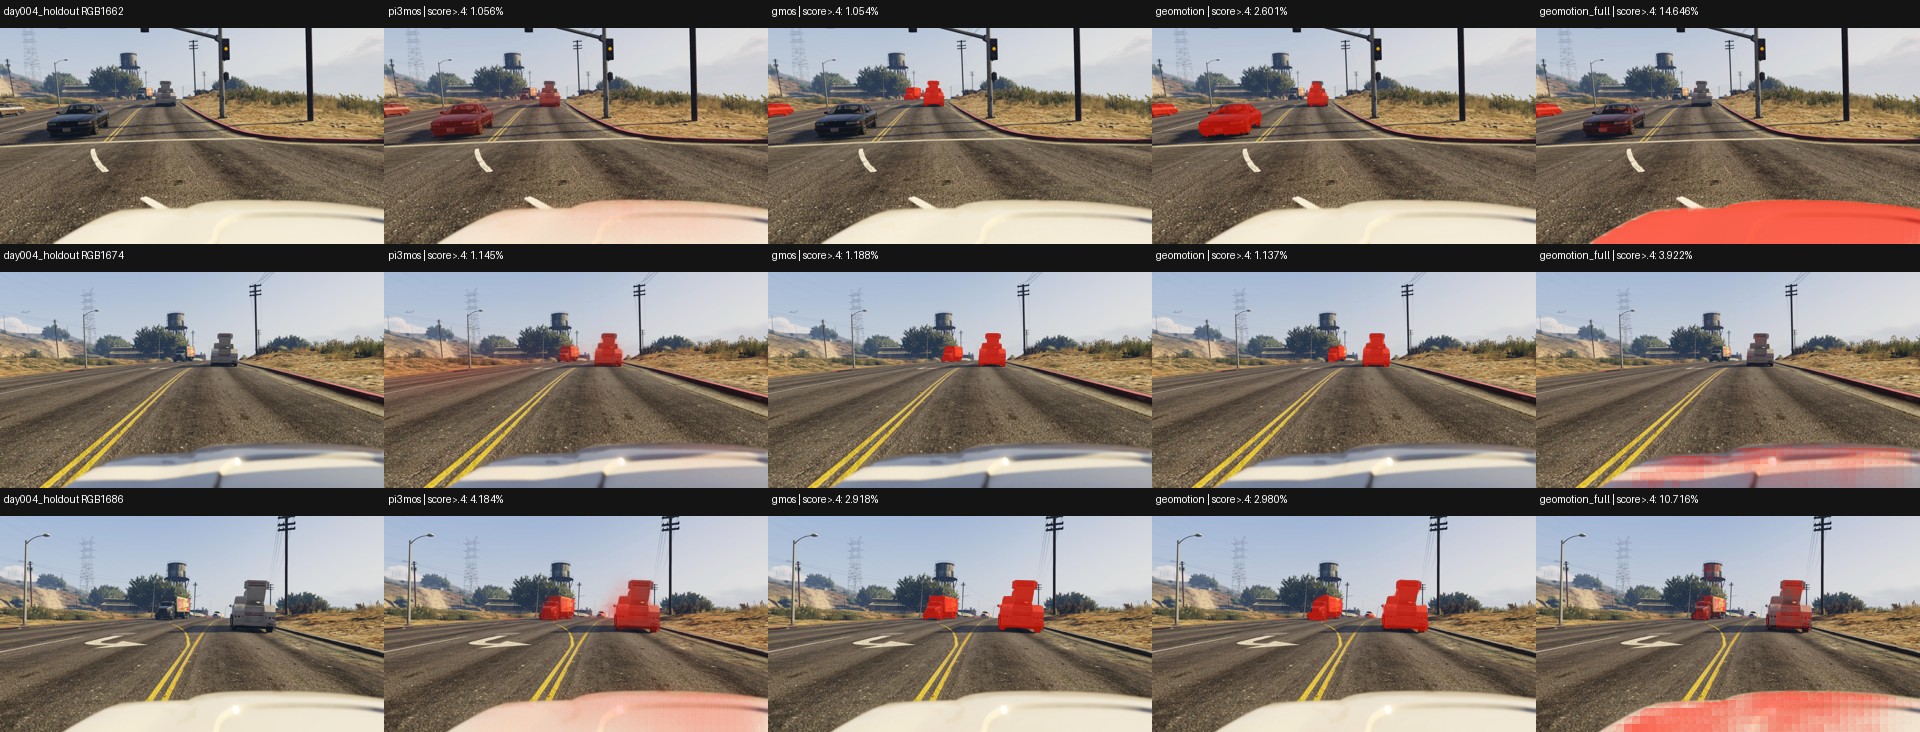 day004_holdout RGB1662
pi3mos | score>.4: 1.056%
gmos | score>.4: 1.054%
geomotion | score>.4: 2.601%
geomotion_full | score>.4: 14.646%
day004_holdout RGB1674
pi3mos | score>.4: 1.145%
gmos | score>.4: 1.188%
geomotion | score>.4: 1.137%
geomotion_full | score>.4: 3.922%
day004_holdout RGB1686
pi3mos | score>.4: 4.184%
gmos | score>.4: 2.918%
geomotion | score>.4: 2.980%
geomotion_full | score>.4: 10.716%